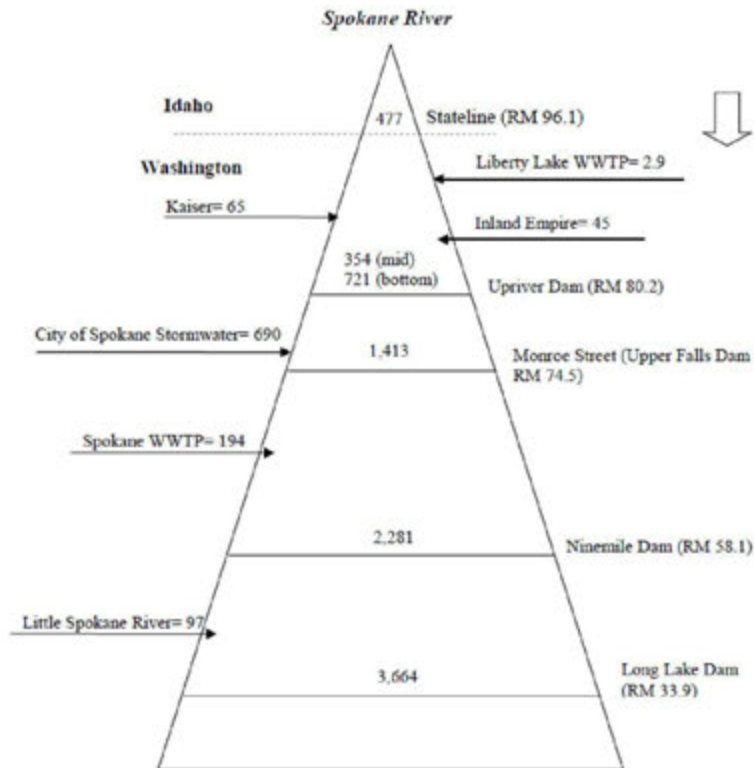 Spokane River
Idaho
477 Stateline (RM 96.1)
Washington
Liberty Lake WWTP= 2.9
Kaiser= 65
Inland Empire= 45
354 (mid)
721 (bottom)
Upriver Dam (RM 80.2)
City of Spokane Stormwater= 690
1,413
Monroe Street (Upper Falls Dam
RM 74.5)
Spokane WWTP= 194
2,281
Ninemile Dam (RM 58.1)
Little Spokane River= 97
3,664
Long Lake Dam
(RM 33.9)